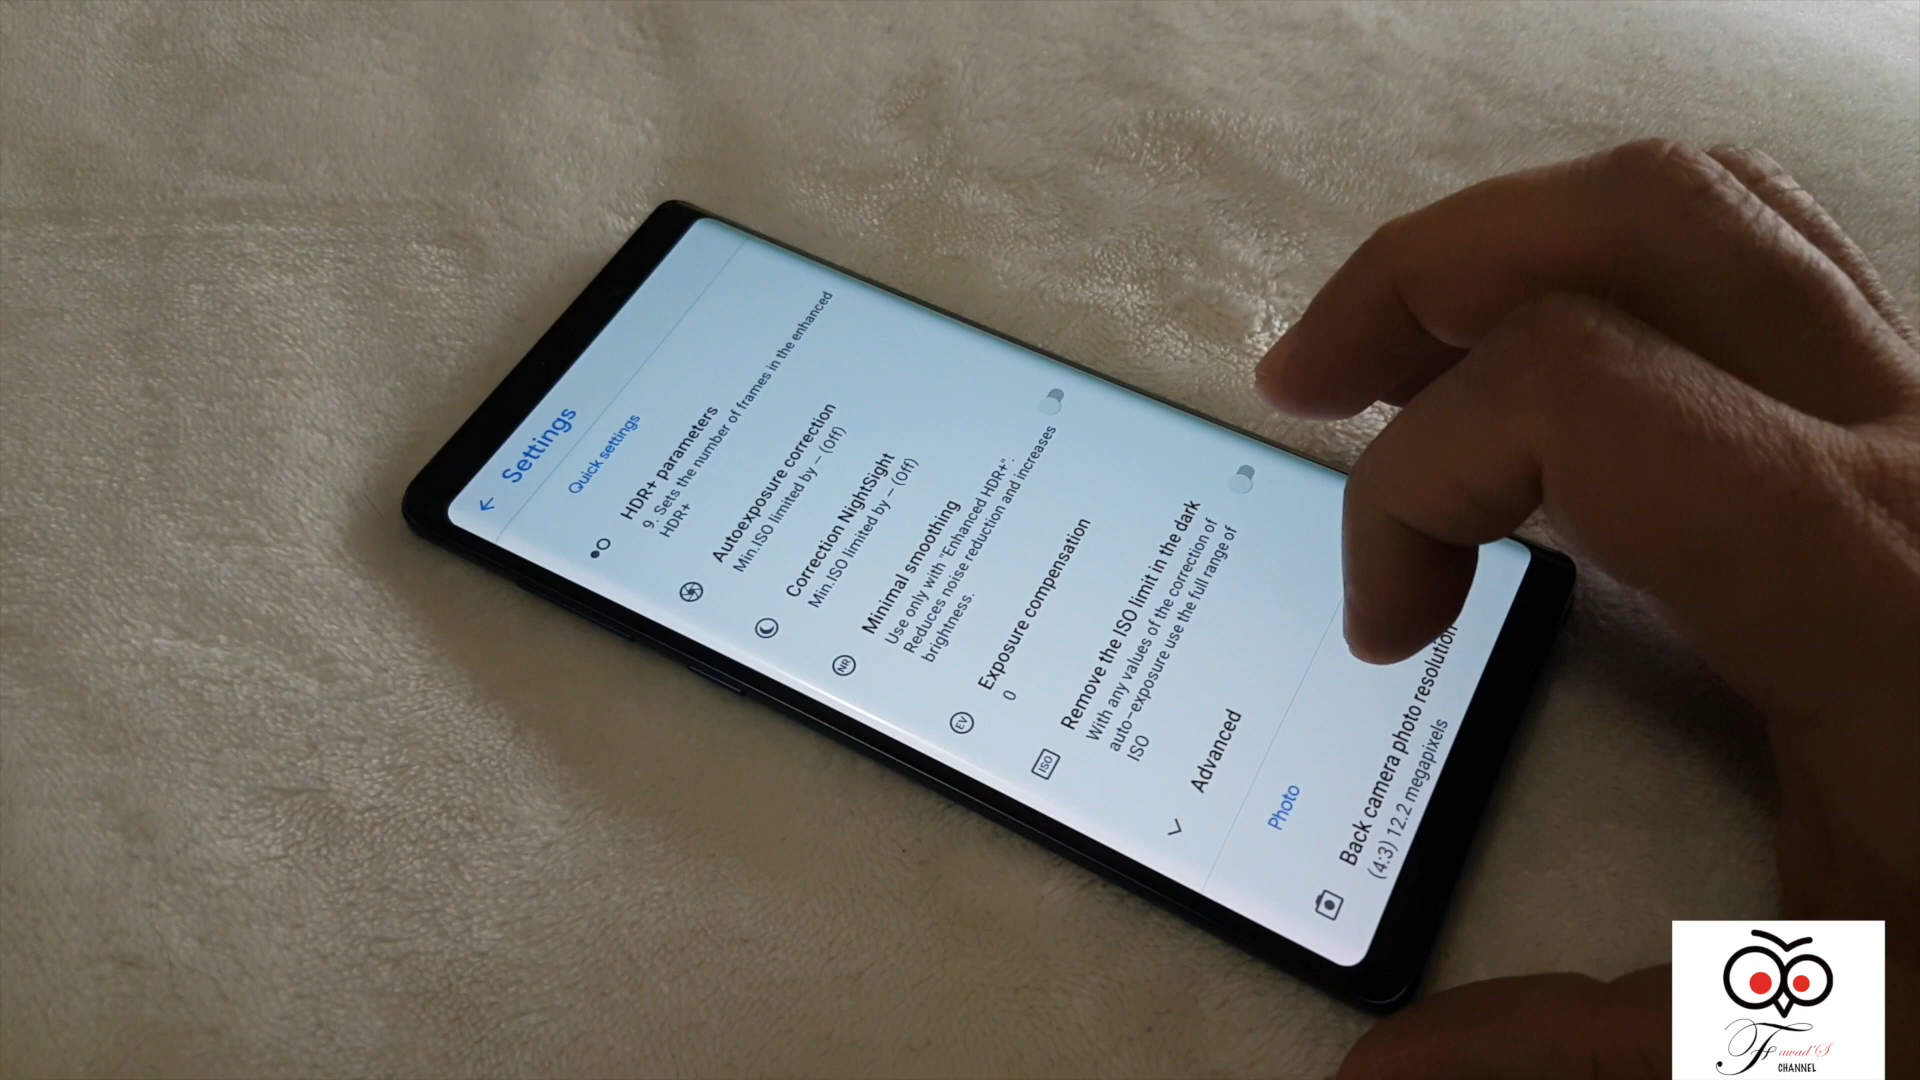 Settings
Quick settings
HDR+ parameters
9. Sets the number of frames in the enhanced
HDR+
Autoexposure correction
Min.ISO limited by – (Off)
Correction NightSight
Min.ISO limited by – (Off)
NR
Minimal smoothing
Use only with "Enhanced HDR+".
Reduces noise reduction and increases
brightness.
EV
Exposure compensation
0
ISO
Remove the ISO limit in the dark
With any values of the correction of
auto-exposure use the full range of
ISO
Advanced
Photo
Back camera photo resolution
(4:3) 12.2 megapixels
Fawad'S
CHANNEL